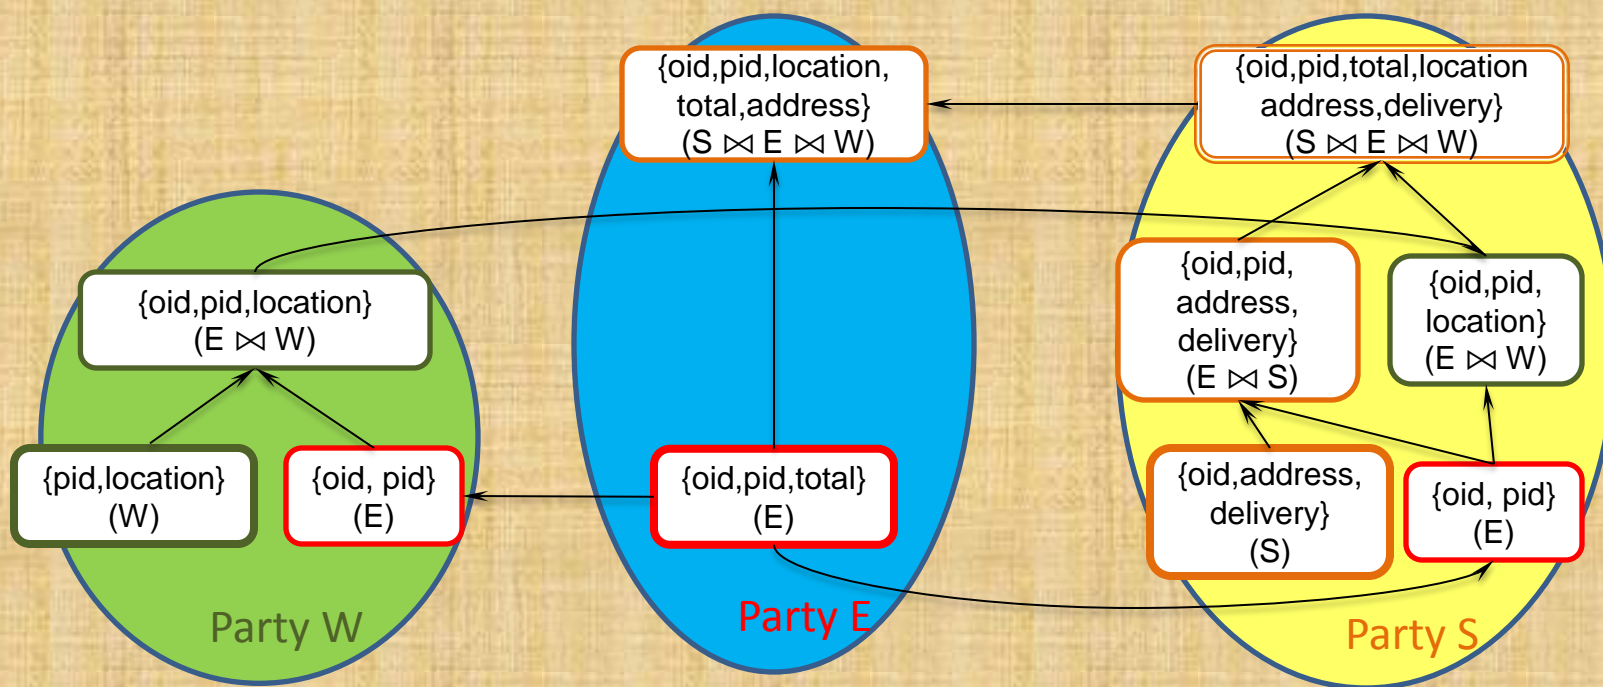 {oid,pid,location}
(E ⋈ W)
{pid,location}
(W)
{oid, pid}
(E)
Party W
{oid,pid,location,
total,address}
(S ⋈ E ⋈ W)
{oid,pid,total}
(E)
Party E
{oid,pid,total,location
address,delivery}
(S ⋈ E ⋈ W)
{oid,pid,
address,
delivery}
(E ⋈ S)
{oid,pid,
location}
(E ⋈ W)
{oid,address,
delivery}
(S)
{oid, pid}
(E)
Party S